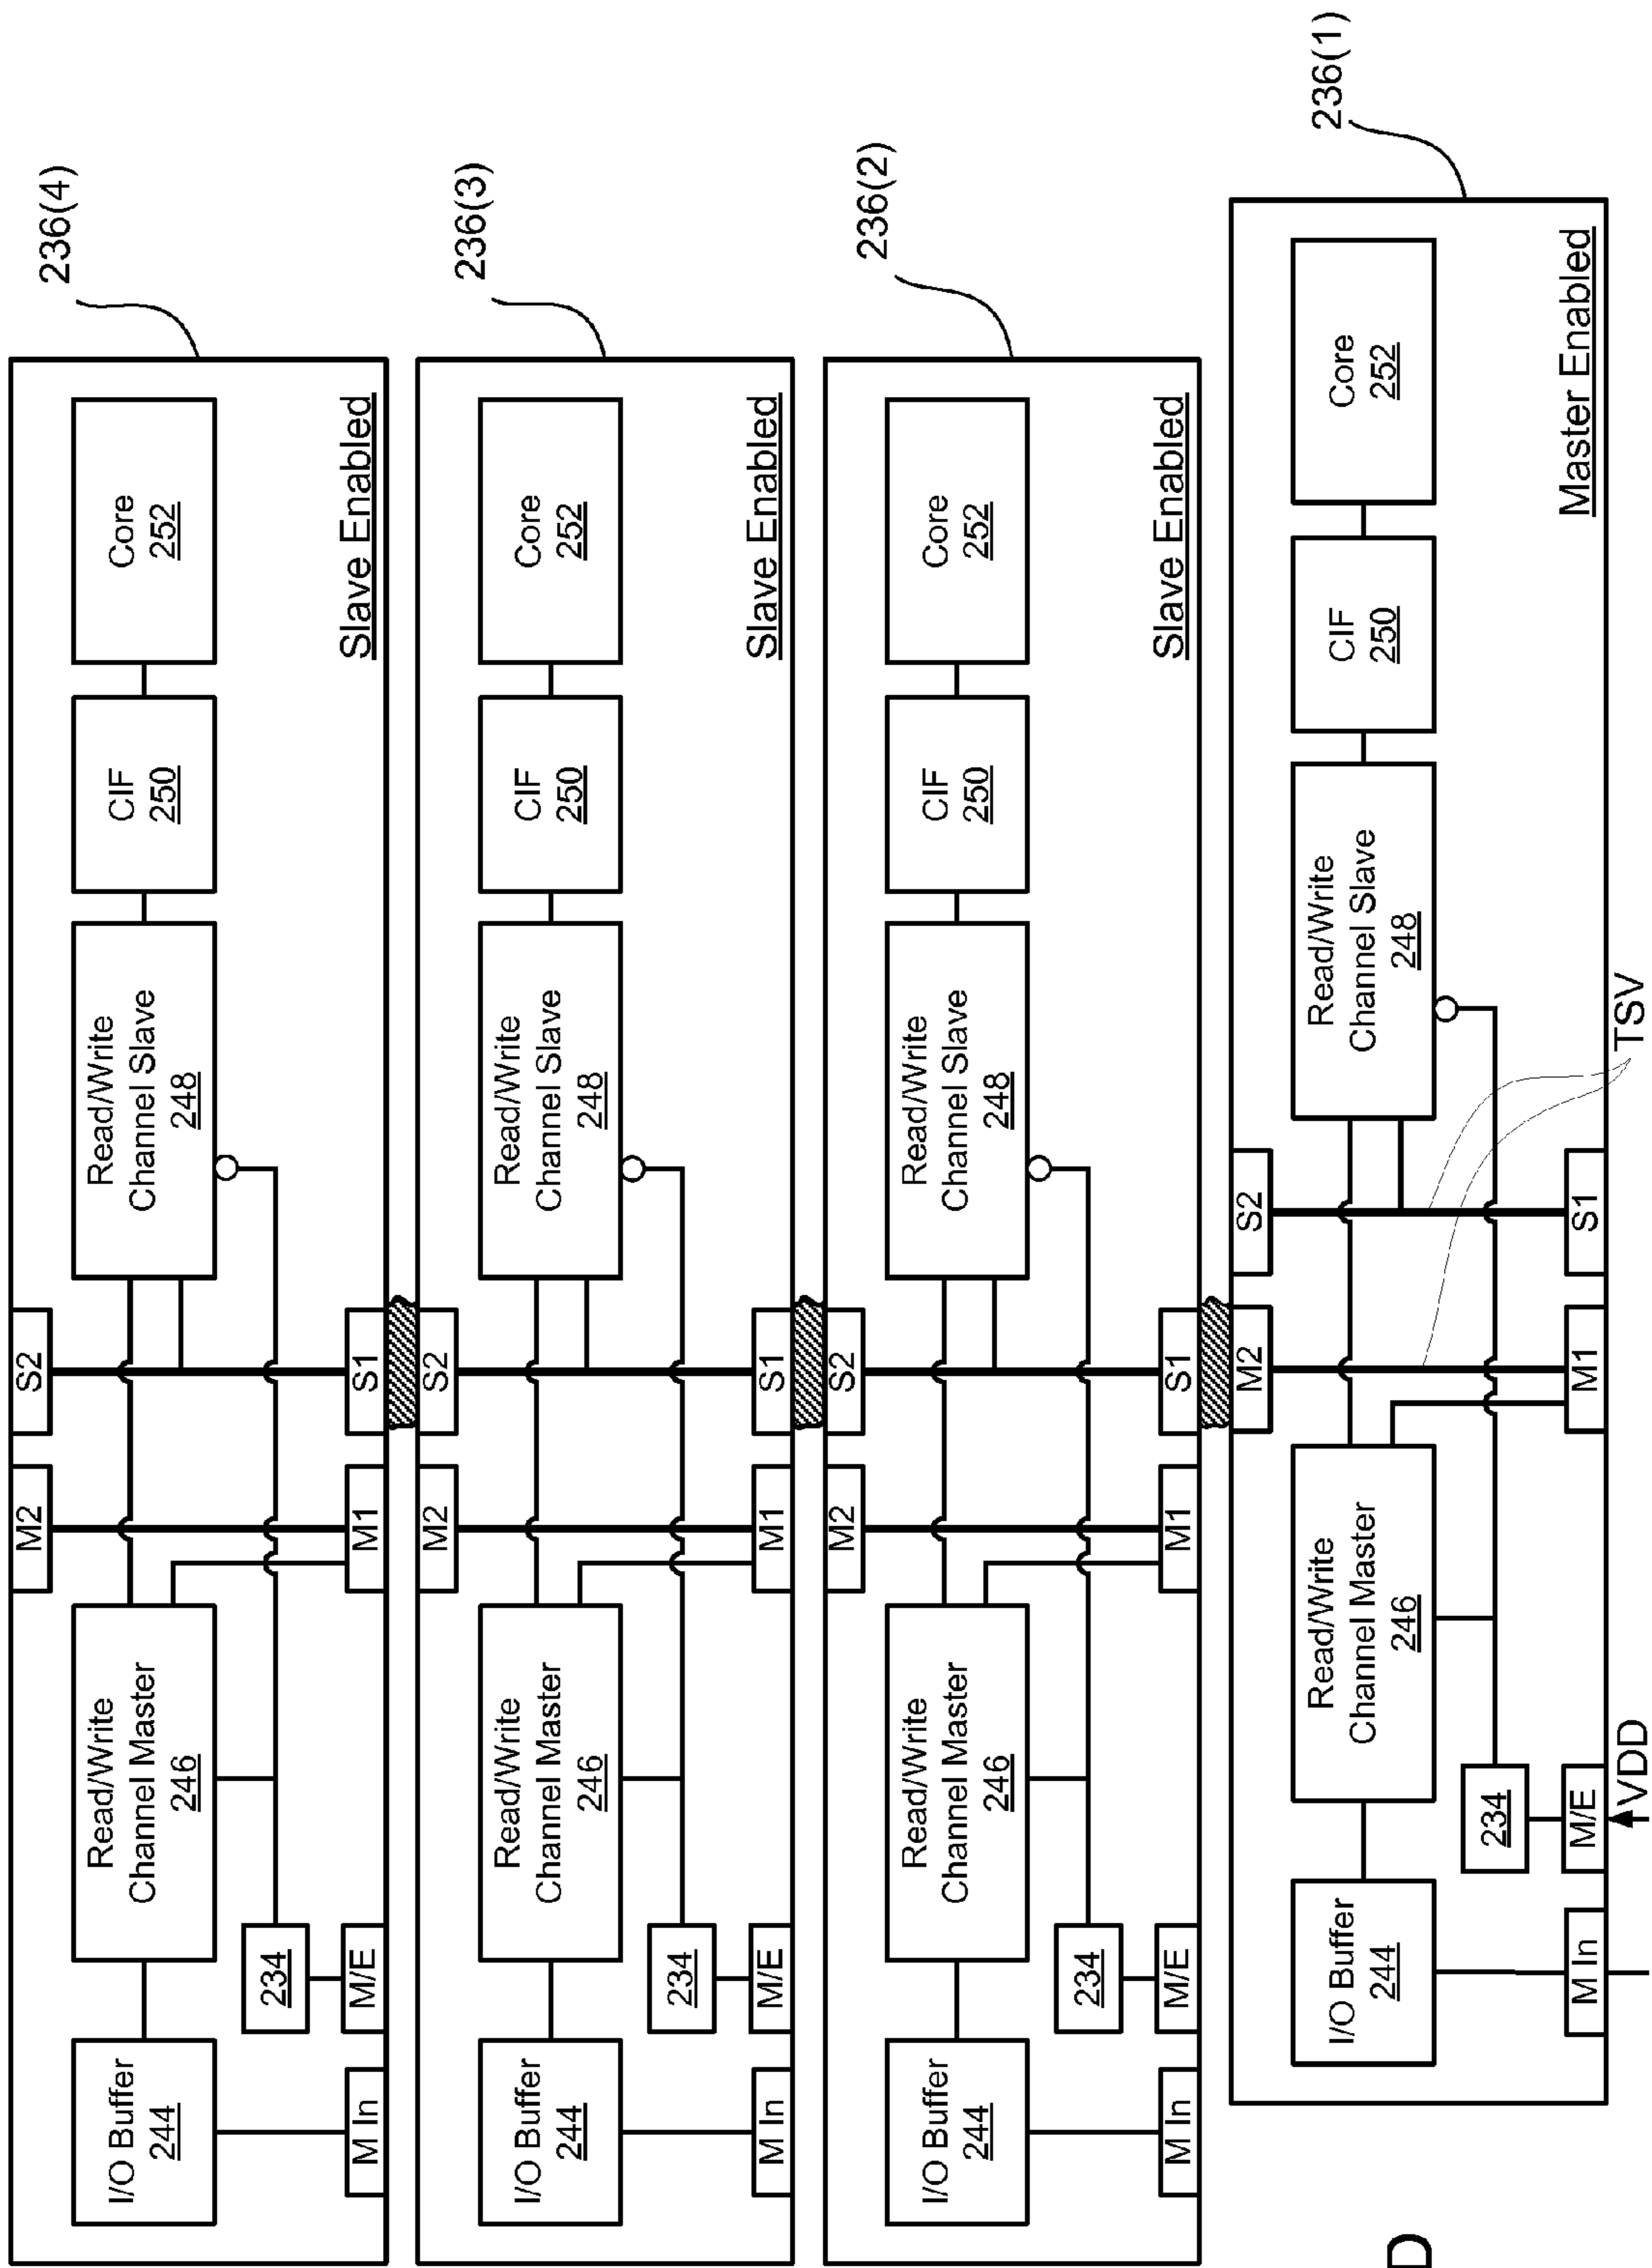 236(4)
S2
M2
Core
252
CIF
250
Read/Write
Channel Slave
248
Read/Write
Channel Master
246
I/O Buffer
244
234
Slave Enabled
S1
M1
M/E
M In
236(3)
S2
M2
Core
252
CIF
250
Read/Write
Channel Slave
248
Read/Write
Channel Master
246
I/O Buffer
244
234
Slave Enabled
S1
M1
M/E
M In
236(2)
S2
M2
Core
252
CIF
250
Read/Write
Channel Slave
248
Read/Write
Channel Master
246
I/O Buffer
244
234
Slave Enabled
S1
M1
M/E
M In
236(1)
S2
M2
Core
252
CIF
250
Read/Write
Channel Slave
248
Read/Write
Channel Master
246
I/O Buffer
244
234
Master Enabled
S1
M1
M/E
M In
TSV
VDD
D